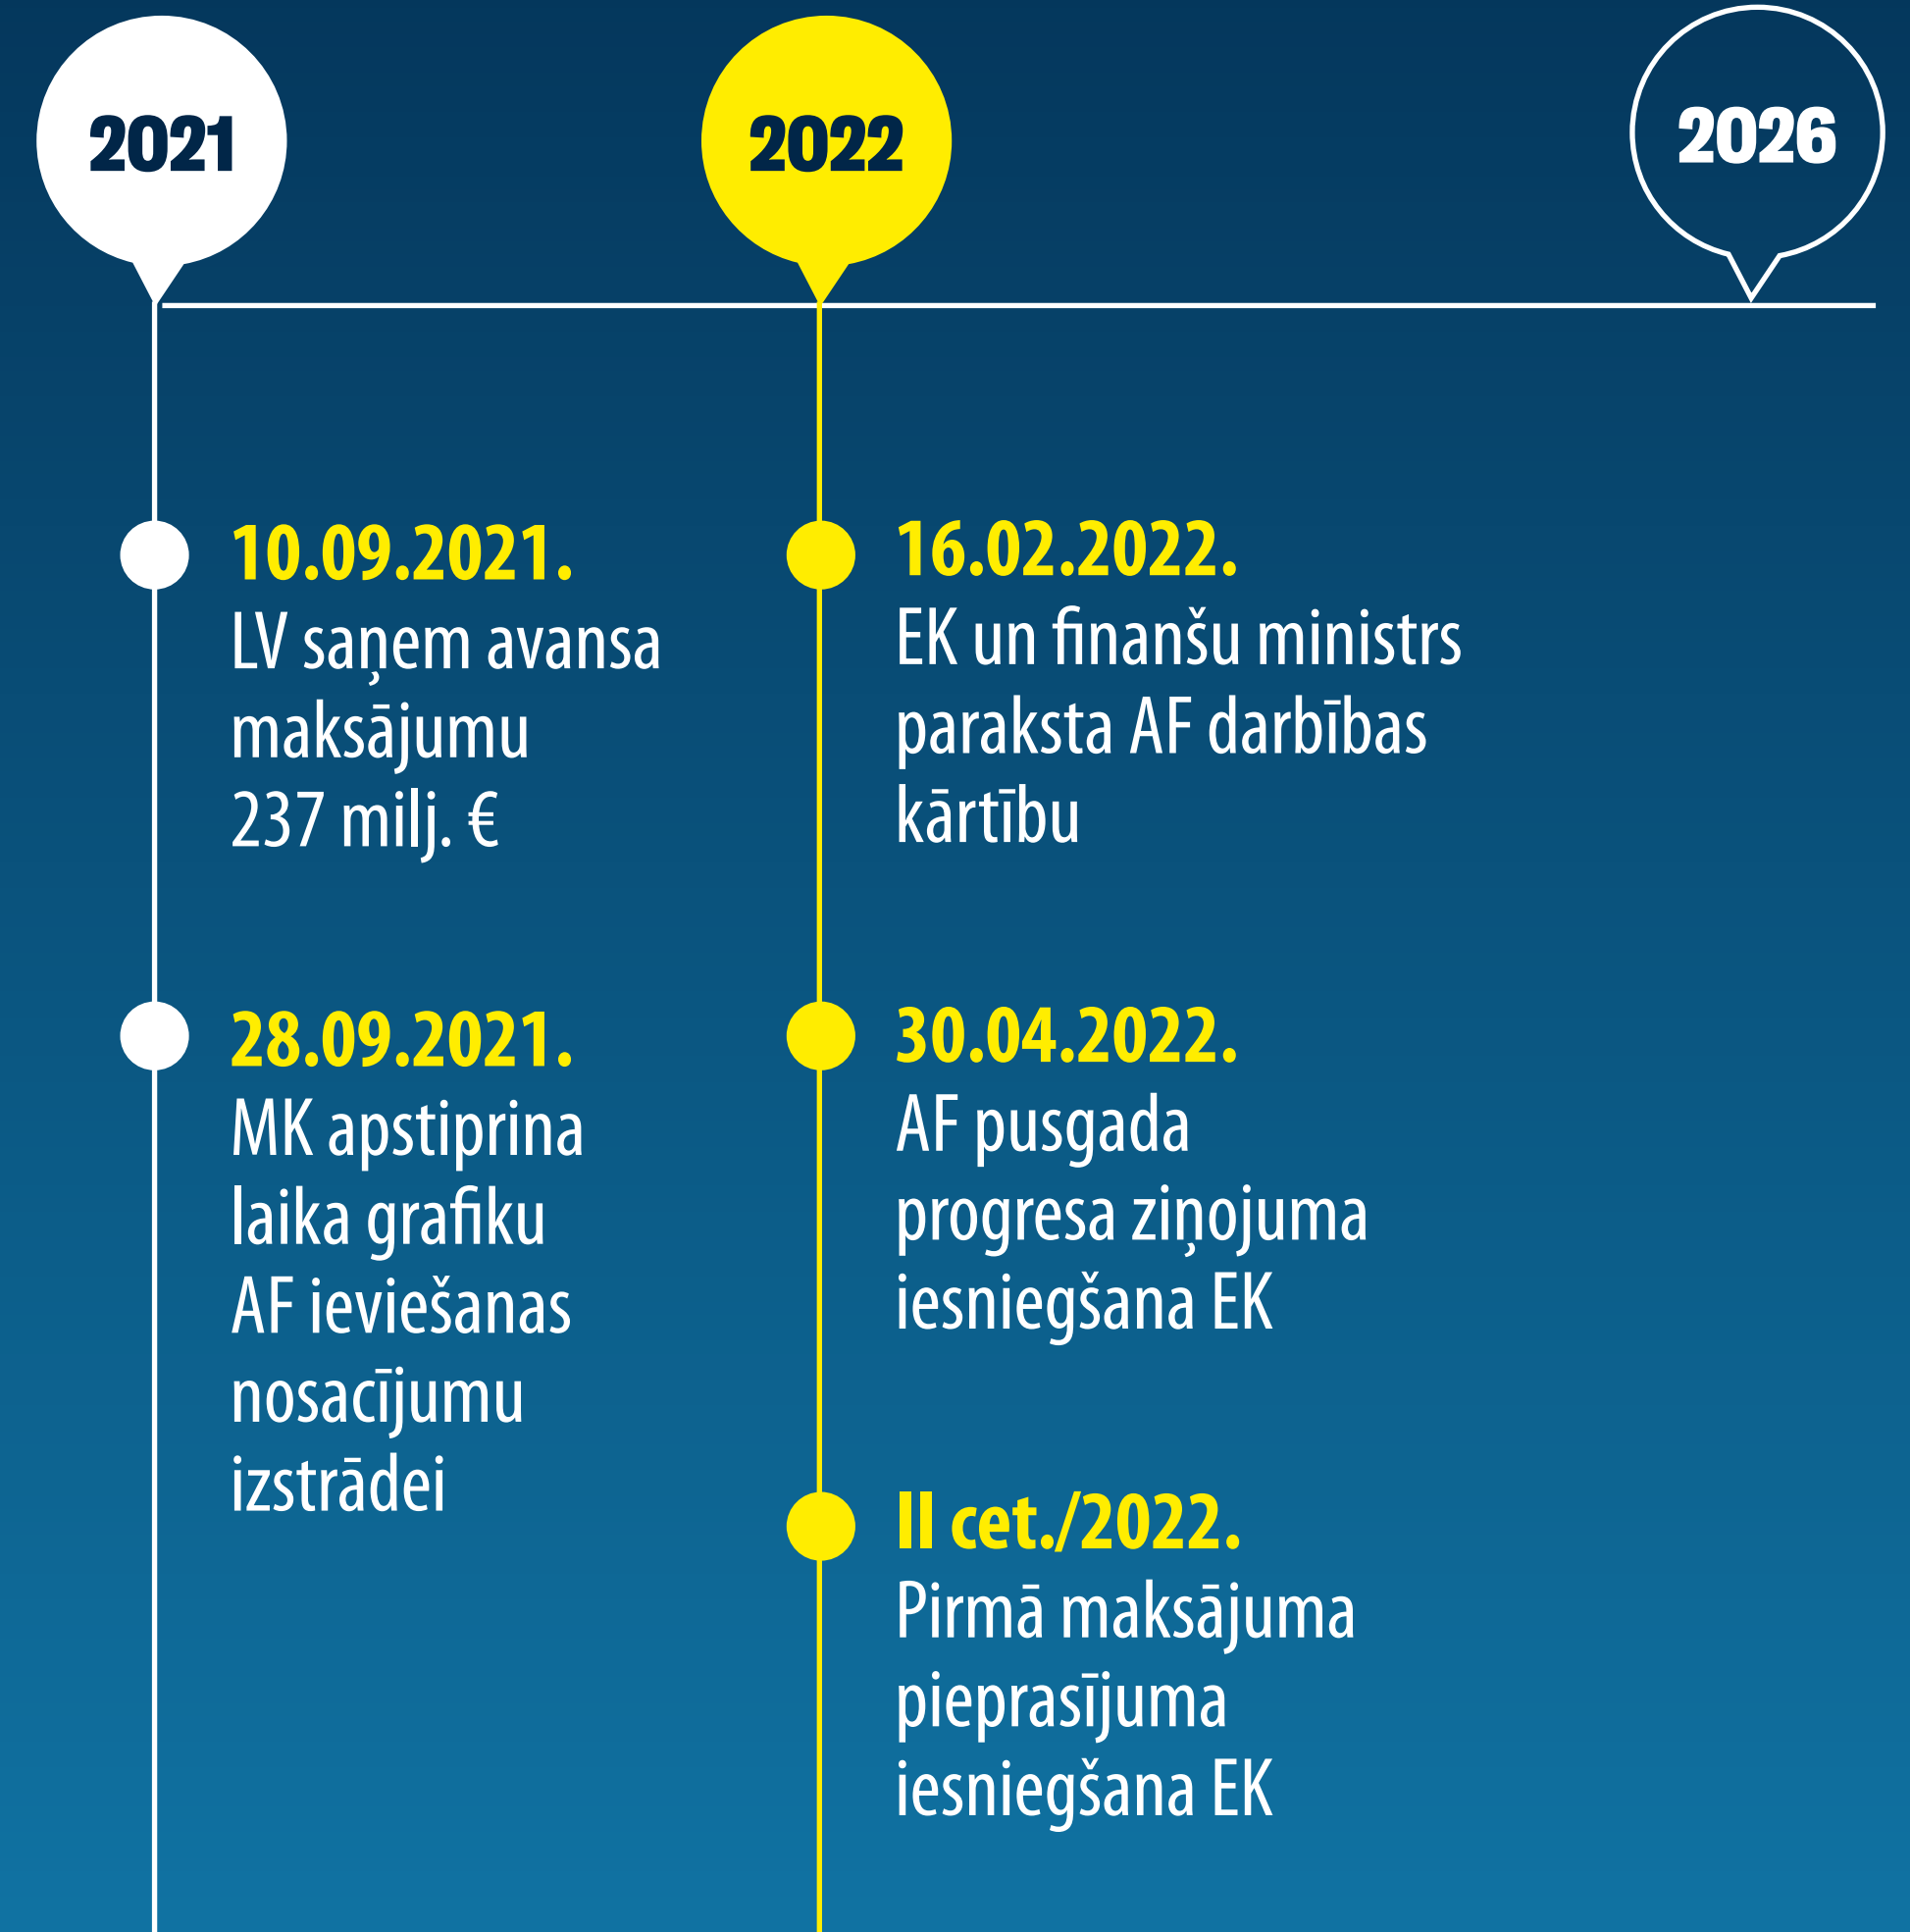 2021
2022
2026
10.09.2021.
LV saņem avansa
maksājumu
237 milj. €
28.09.2021.
MK apstiprina
laika grafiku
AF ieviešanas
nosacījumu
izstrādei
16.02.2022.
EK un finanšu ministrs
paraksta AF darbības
kārtību
30.04.2022.
AF pusgada
progresa ziņojuma
iesniegšana EK
II cet./2022.
Pirmā maksājuma
pieprasījuma
iesniegšana EK